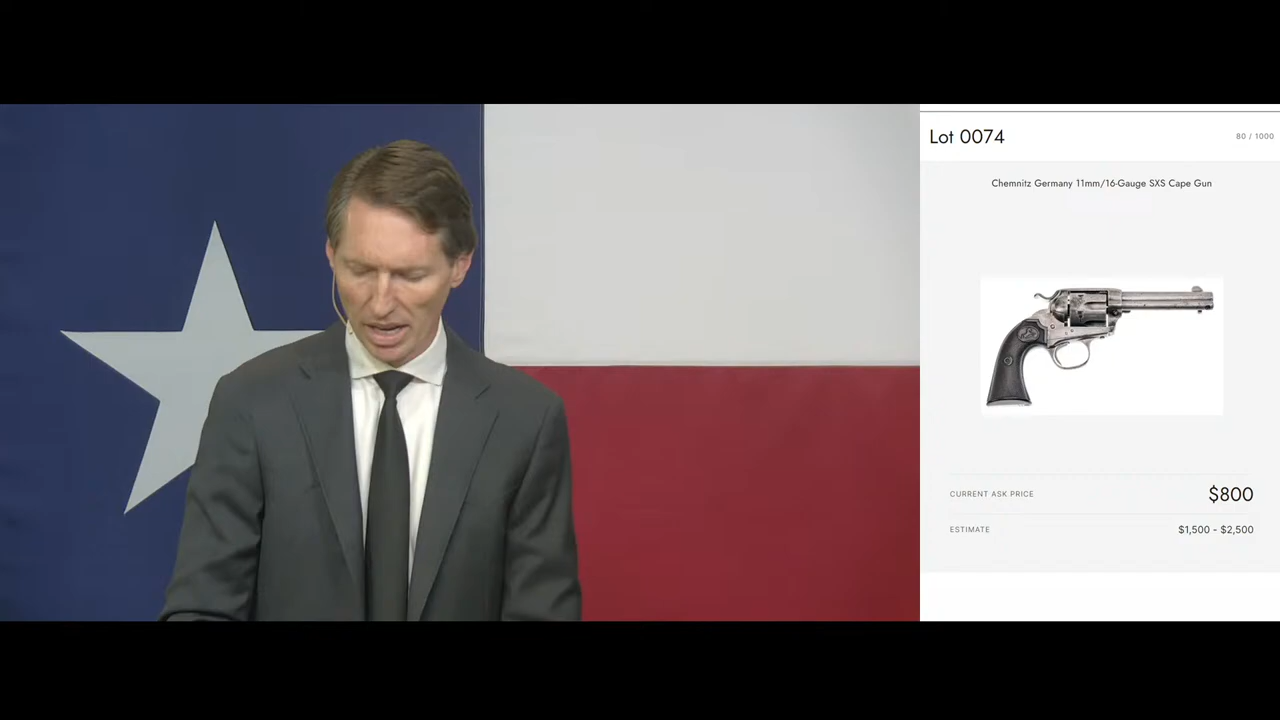 Lot 0074
80 / 1000
Chemnitz Germany 11mm/16-Gauge SXS Cape Gun
CURRENT ASK PRICE
$800
ESTIMATE
$1,500 - $2,500